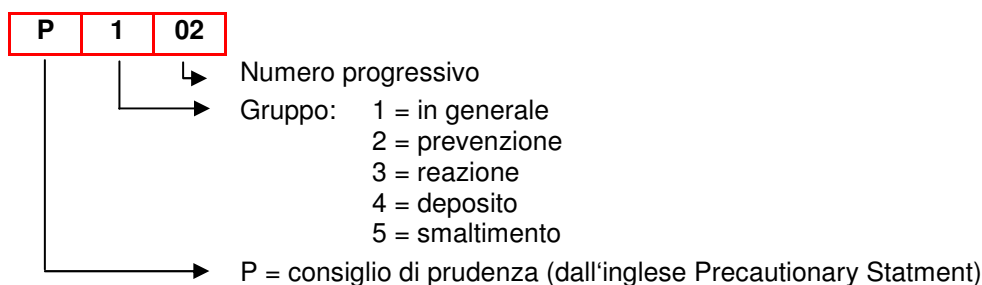 P 1 02
Numero progressivo
Gruppo: 1 = in generale
2 = prevenzione
3 = reazione
4 = deposito
5 = smaltimento
P = consiglio di prudenza (dall‘inglese Precautionary Statment)